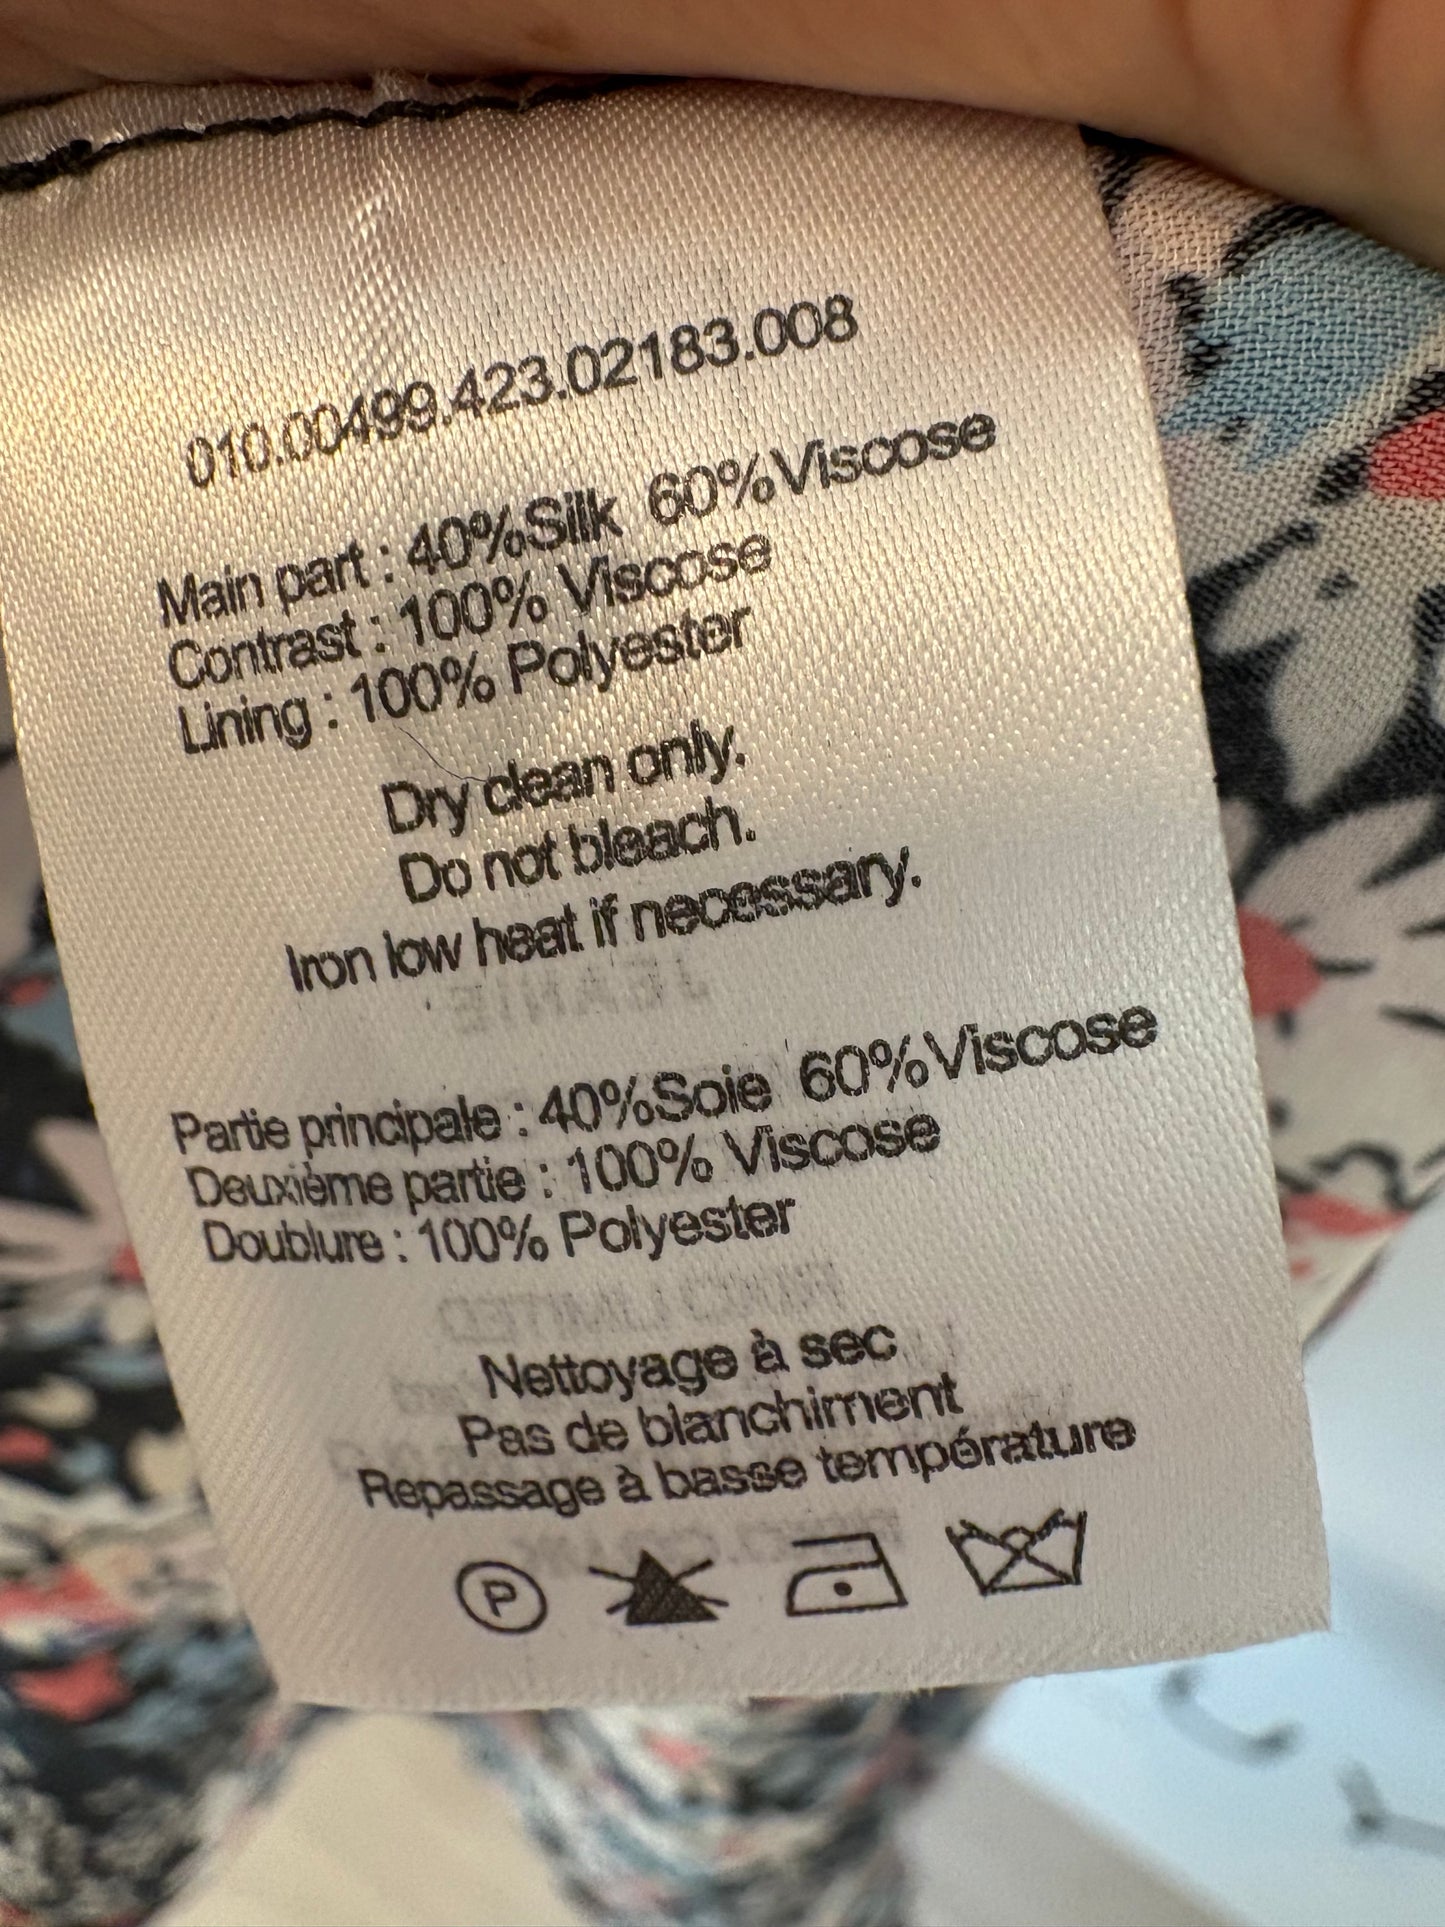 010.00499.423.02183.008
Main part : 40%Silk 60%Viscose
Contrast : 100% Viscose
Lining : 100% Polyester
Dry clean only.
Do not bleach.
Iron low heat if necessary.
Partie principale : 40%Soie 60%Viscose
Deuxième partie : 100% Viscose
Doublure : 100% Polyester
Nettoyage à sec
Pas de blanchiment
Repassage à basse température
P